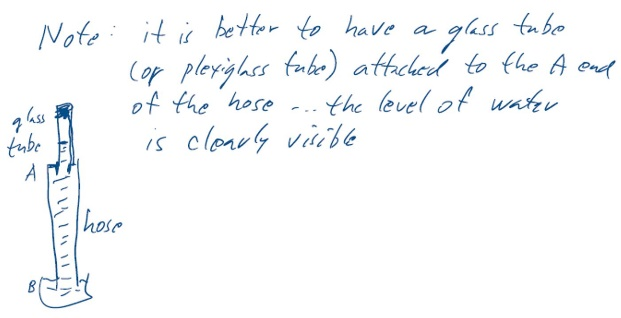 Note: it is better to have a glass tube
(or plexiglass tube) attached to the A end
of the hose ... the level of water
is clearly visible
glass
tube
A
hose
B